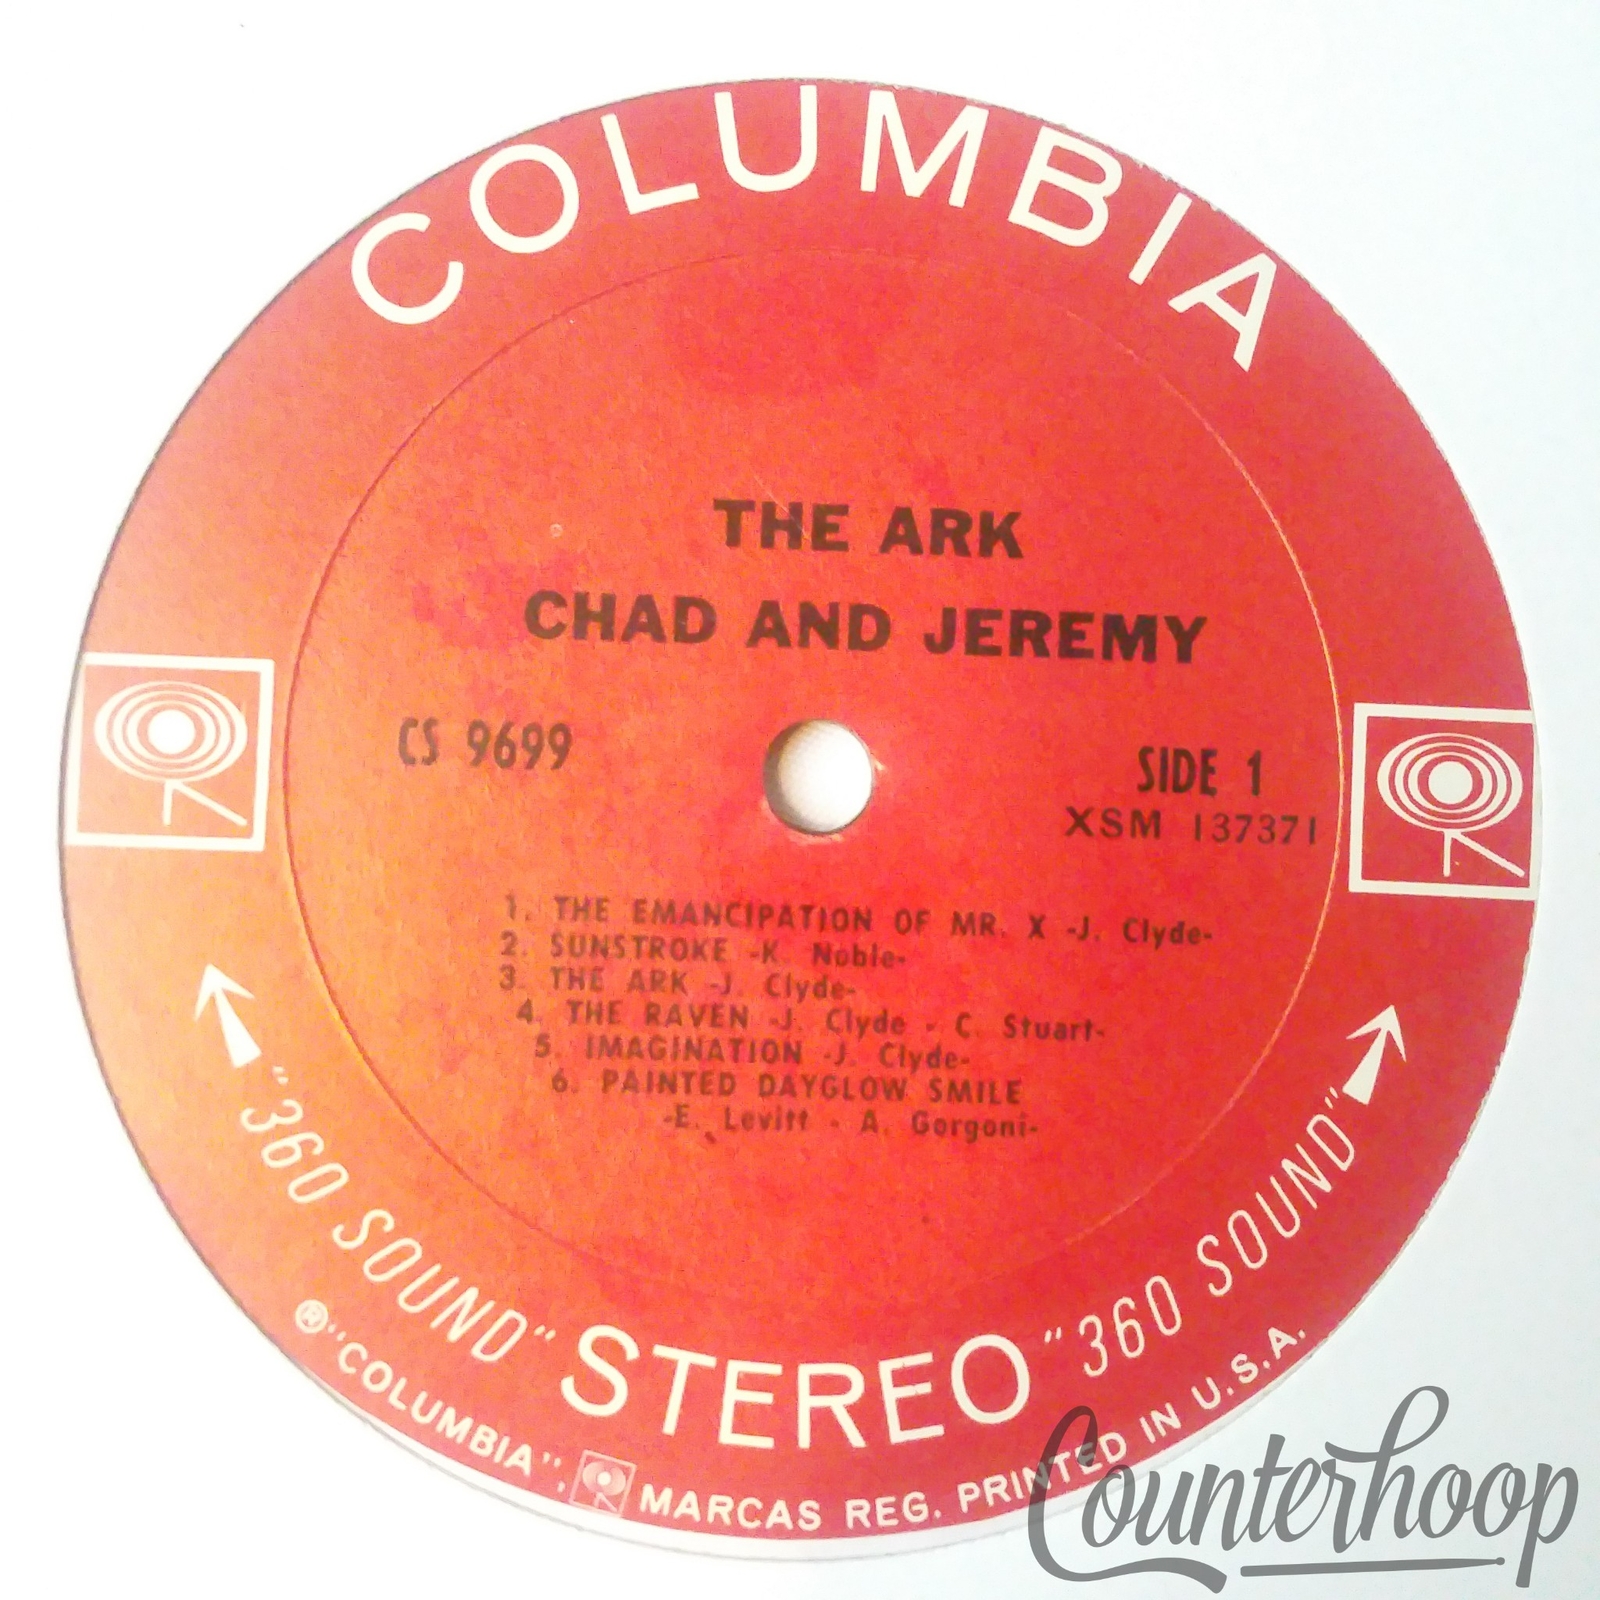 COLUMBIA
THE ARK
CHAD AND JEREMY
CS 9699
SIDE 1
XSM 137371
1. THE EMANCIPATION OF MR. X -J. Clyde-
2. SUNSTROKE -K. Noble-
3. THE ARK -J. Clyde-
4. THE RAVEN -J. Clyde - C. Stuart-
5. IMAGINATION -J. Clyde-
6. PAINTED DAYGLOW SMILE
-E. Levitt - A. Gorgoni-
"360 SOUND" STEREO "360 SOUND"
® "COLUMBIA", MARCAS REG. PRINTED IN U.S.A.
Counterhoop